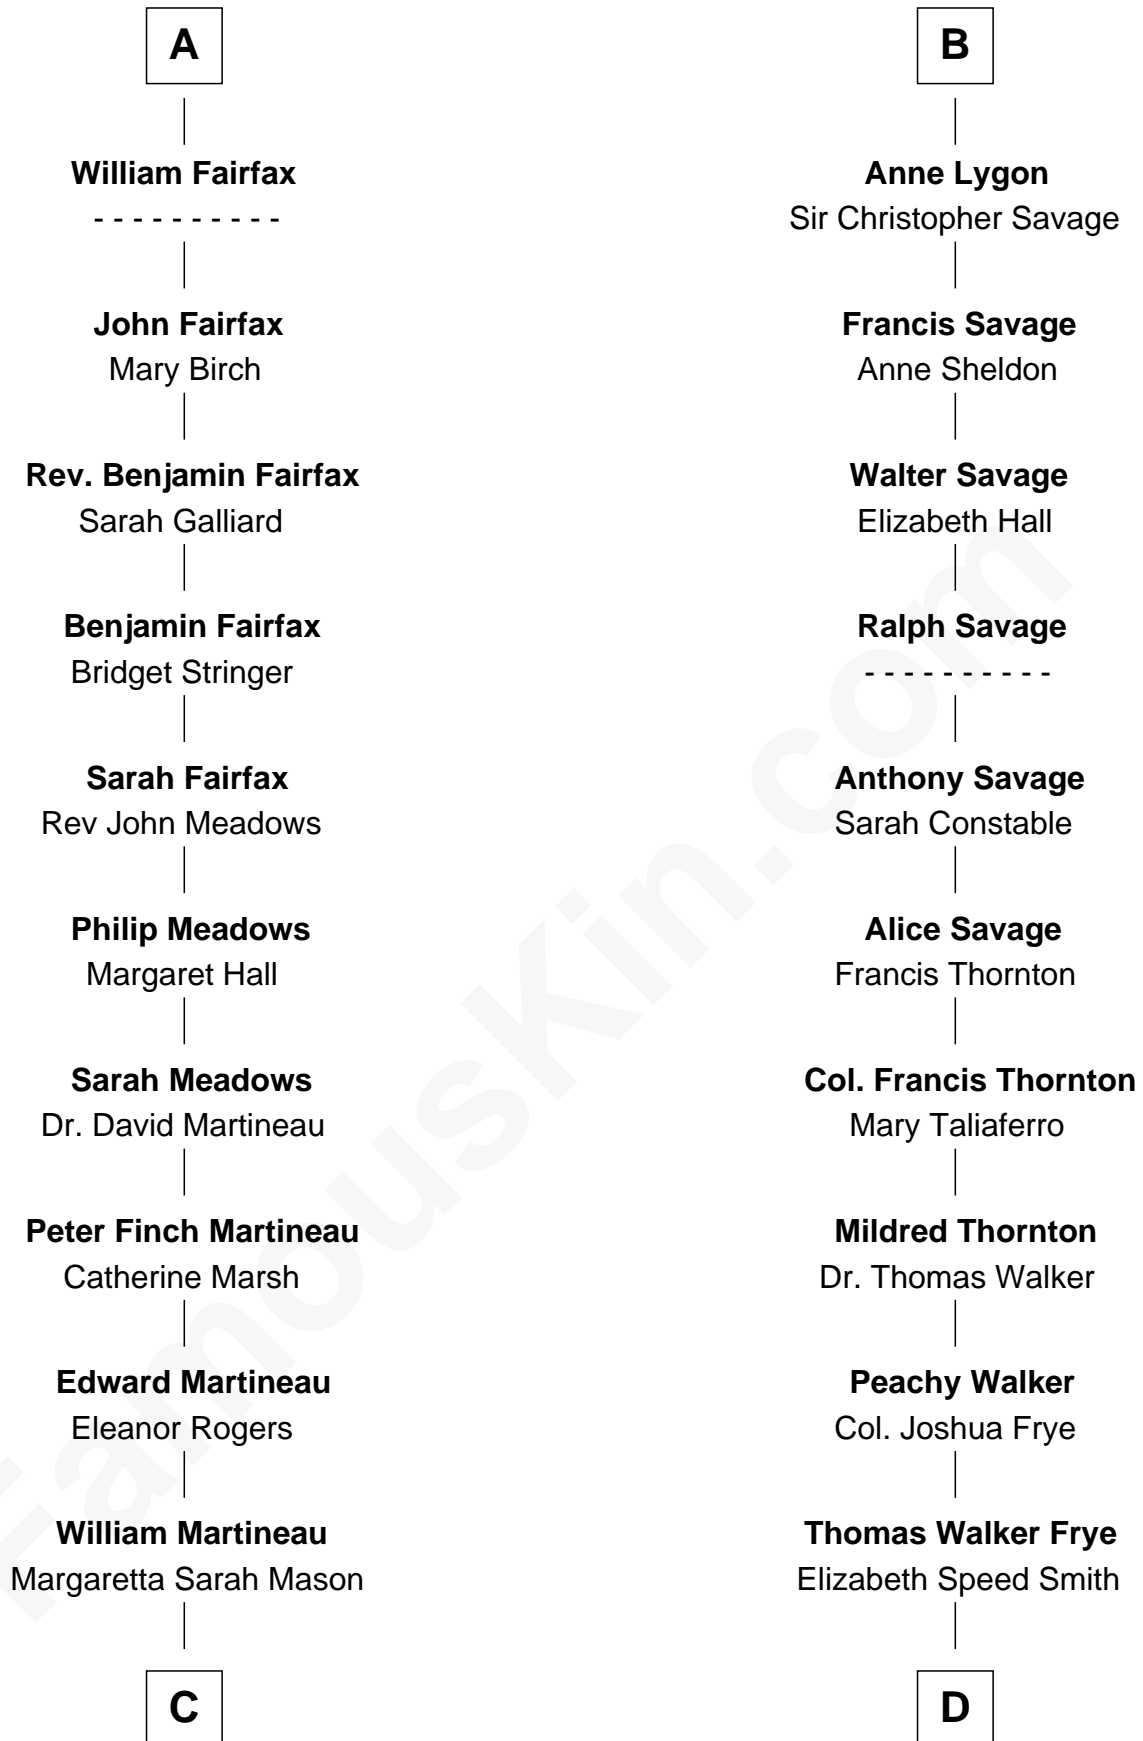 A
William Fairfax
- - - - - - - - - -
John Fairfax
Mary Birch
Rev. Benjamin Fairfax
Sarah Galliard
Benjamin Fairfax
Bridget Stringer
Sarah Fairfax
Rev John Meadows
Philip Meadows
Margaret Hall
Sarah Meadows
Dr. David Martineau
Peter Finch Martineau
Catherine Marsh
Edward Martineau
Eleanor Rogers
William Martineau
Margaretta Sarah Mason
C
B
Anne Lygon
Sir Christopher Savage
Francis Savage
Anne Sheldon
Walter Savage
Elizabeth Hall
Ralph Savage
- - - - - - - - - -
Anthony Savage
Sarah Constable
Alice Savage
Francis Thornton
Col. Francis Thornton
Mary Taliaferro
Mildred Thornton
Dr. Thomas Walker
Peachy Walker
Col. Joshua Frye
Thomas Walker Frye
Elizabeth Speed Smith
D
FamousKin.com